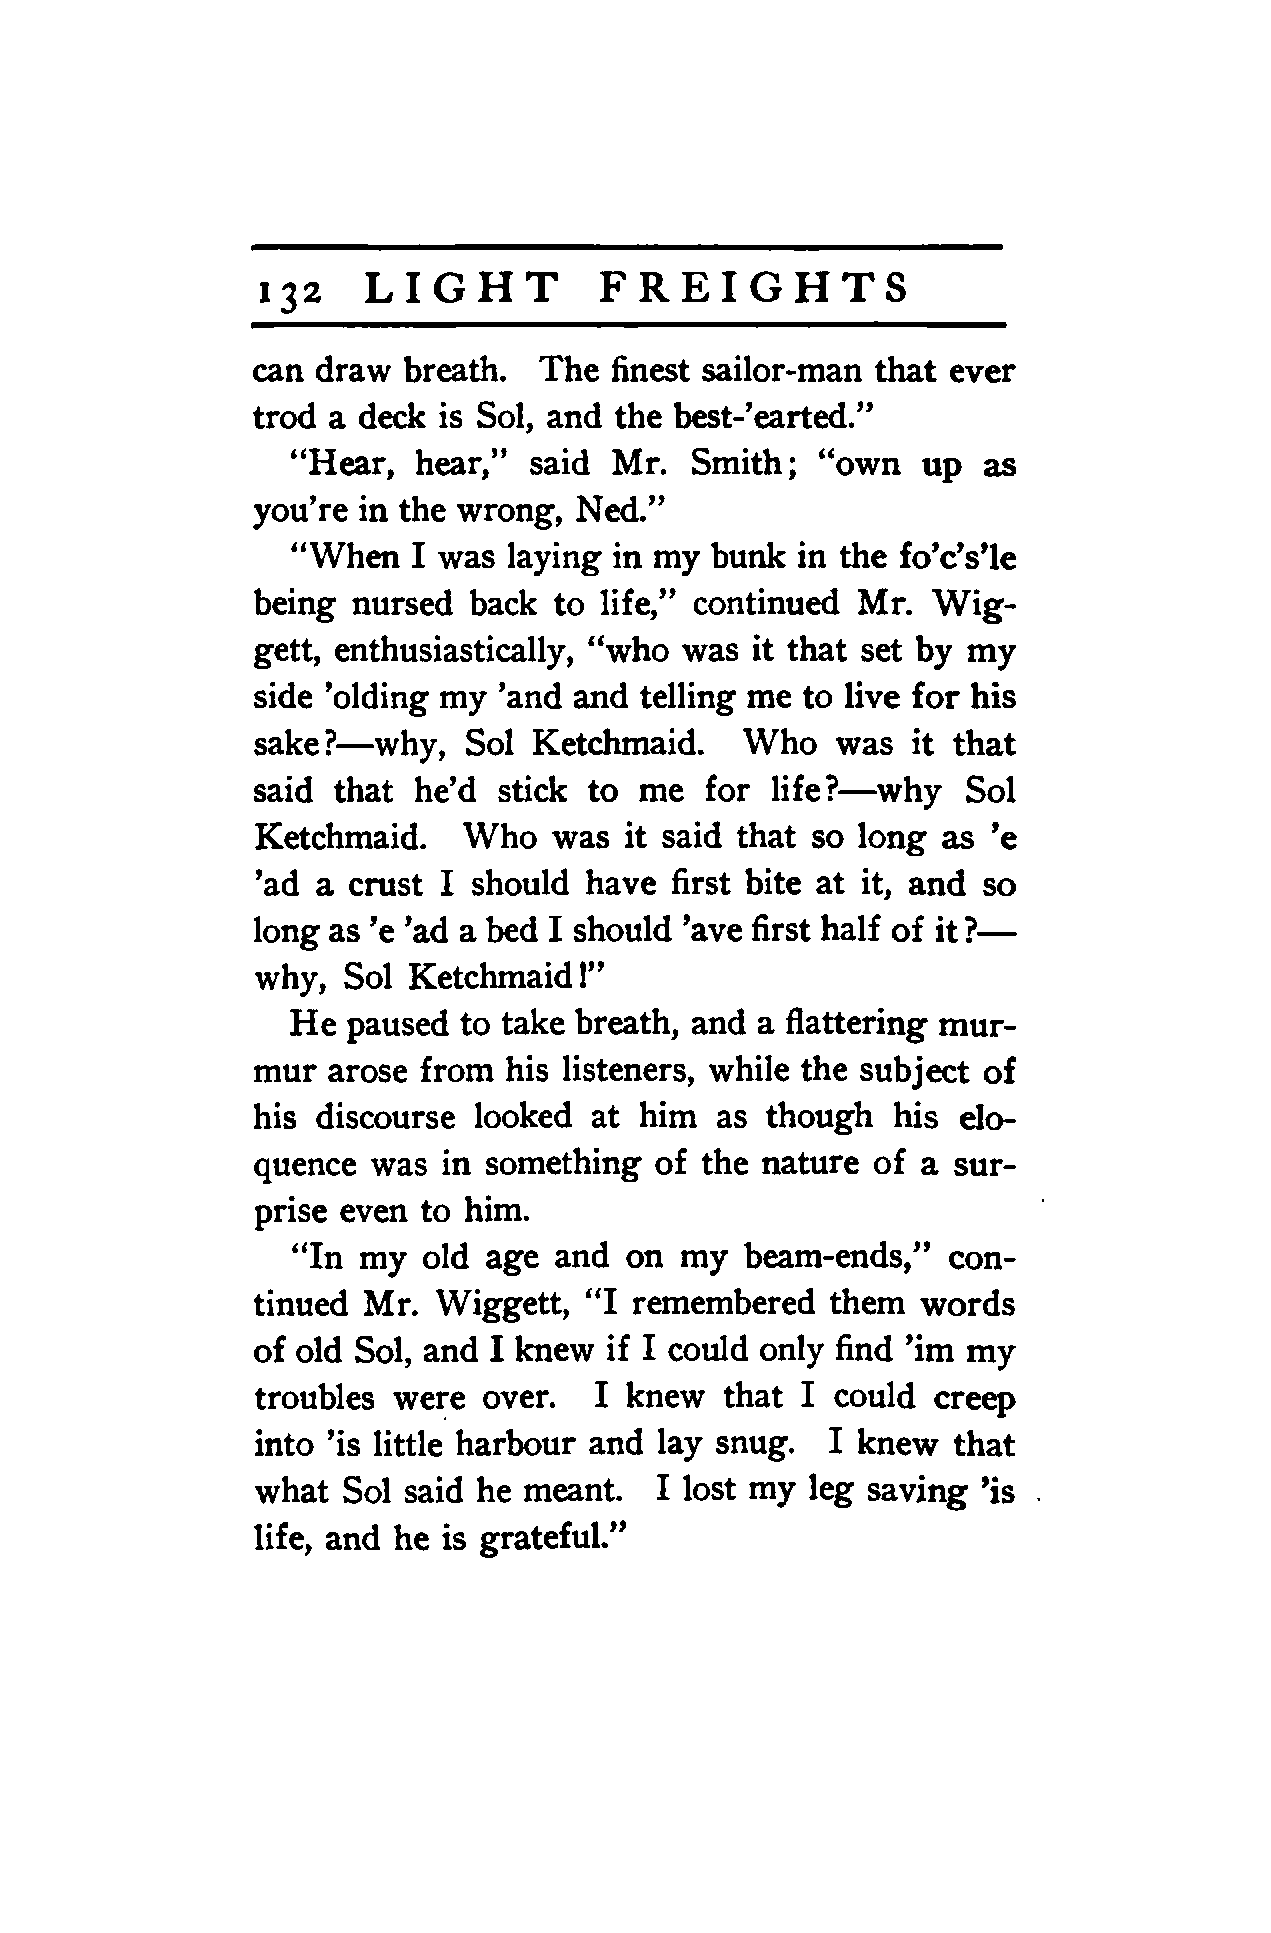 132 LIGHT FREIGHTS
can draw breath. The finest sailor-man that ever
trod a deck is Sol, and the best-'earted."
"Hear, hear," said Mr. Smith; "own up as
you're in the wrong, Ned."
"When I was laying in my bunk in the fo'c's'le
being nursed back to life," continued Mr. Wig-
gett, enthusiastically, "who was it that set by my
side 'olding my 'and and telling me to live for his
sake?—why, Sol Ketchmaid. Who was it that
said that he'd stick to me for life?—why Sol
Ketchmaid. Who was it said that so long as 'e
'ad a crust I should have first bite at it, and so
long as 'e 'ad a bed I should 'ave first half of it?—
why, Sol Ketchmaid!"
He paused to take breath, and a flattering mur-
mur arose from his listeners, while the subject of
his discourse looked at him as though his elo-
quence was in something of the nature of a sur-
prise even to him.
"In my old age and on my beam-ends," con-
tinued Mr. Wiggett, "I remembered them words
of old Sol, and I knew if I could only find 'im my
troubles were over. I knew that I could creep
into 'is little harbour and lay snug. I knew that
what Sol said he meant. I lost my leg saving 'is
life, and he is grateful."